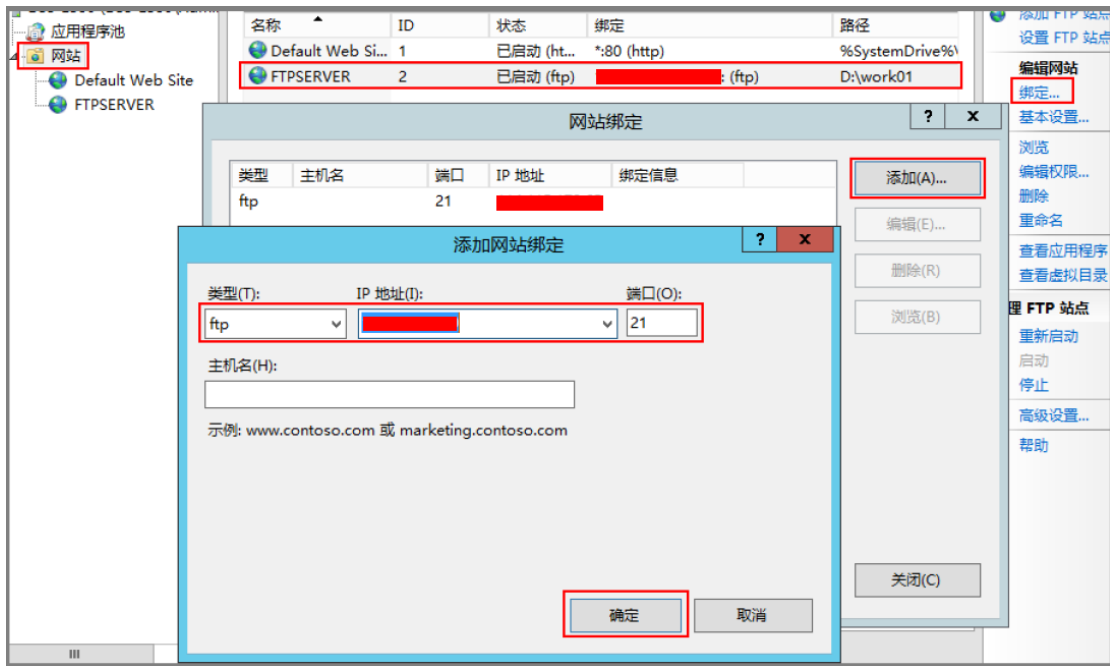 应用程序池
网站
Default Web Site
FTPSERVER
名称 ID 状态 绑定 路径
Default Web Si... 1 已启动 (ht... *:80 (http) %SystemDrive%\
FTPSERVER 2 已启动 (ftp) : (ftp) D:\work01
添加 FTP 站点
设置 FTP 站点
编辑网站
绑定...
基本设置...
浏览
编辑权限...
删除
重命名
查看应用程序
查看虚拟目录
理 FTP 站点
重新启动
启动
停止
高级设置...
帮助
网站绑定
? x
类型 主机名 端口 IP 地址 绑定信息
ftp 21
添加(A)...
编辑(E)...
删除(R)
浏览(B)
关闭(C)
添加网站绑定
? x
类型(T): IP 地址(I): 端口(O):
ftp 21
主机名(H):
示例: www.contoso.com 或 marketing.contoso.com
确定 取消